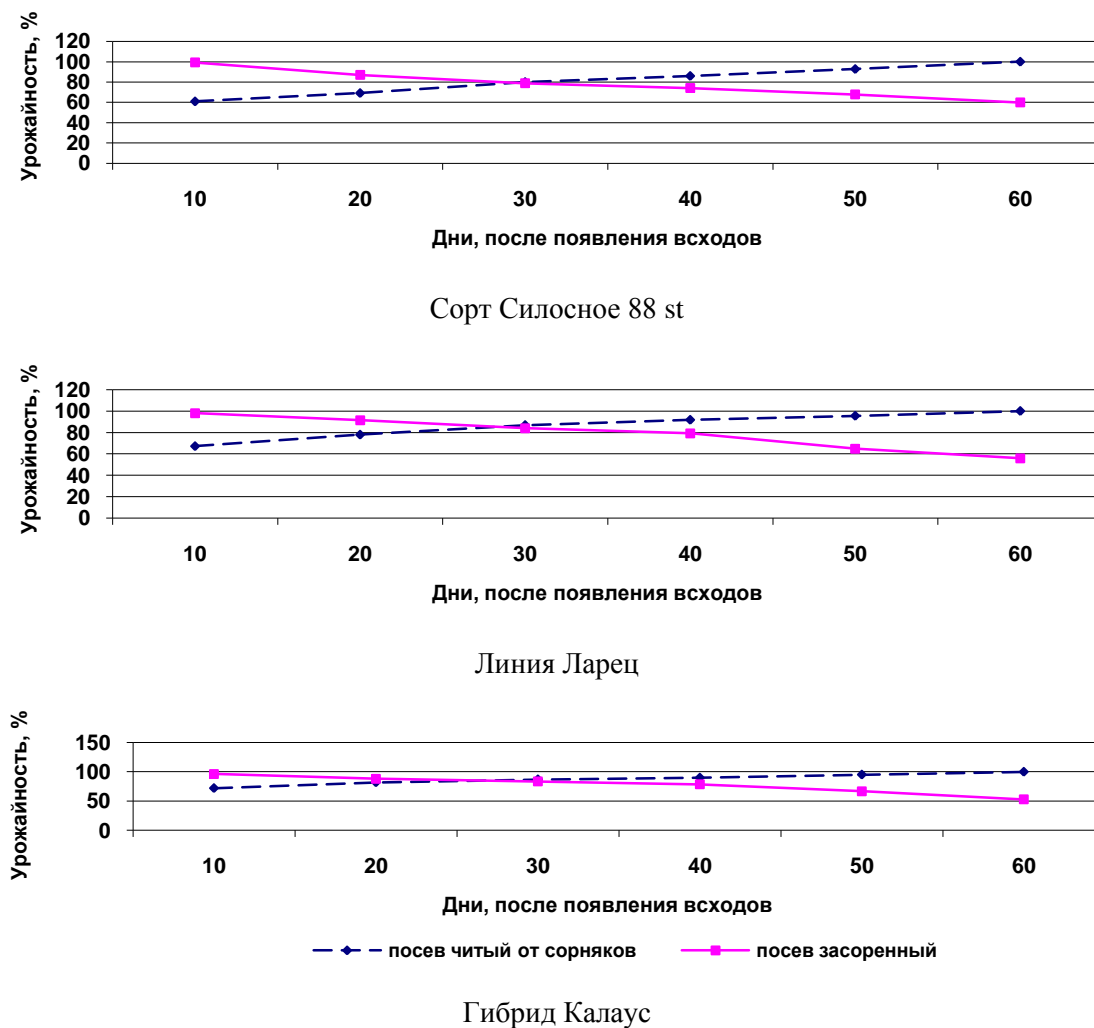 Урожайность, %
120
100
80
60
40
20
0
10 20 30 40 50 60
Дни, после появления всходов
Сорт Силосное 88 st
Урожайность, %
120
100
80
60
40
20
0
10 20 30 40 50 60
Дни, после появления всходов
Линия Ларец
Урожайность, %
150
100
50
0
10 20 30 40 50 60
Дни, после появления всходов
посев читый от сорняков посев засоренный
Гибрид Калаус